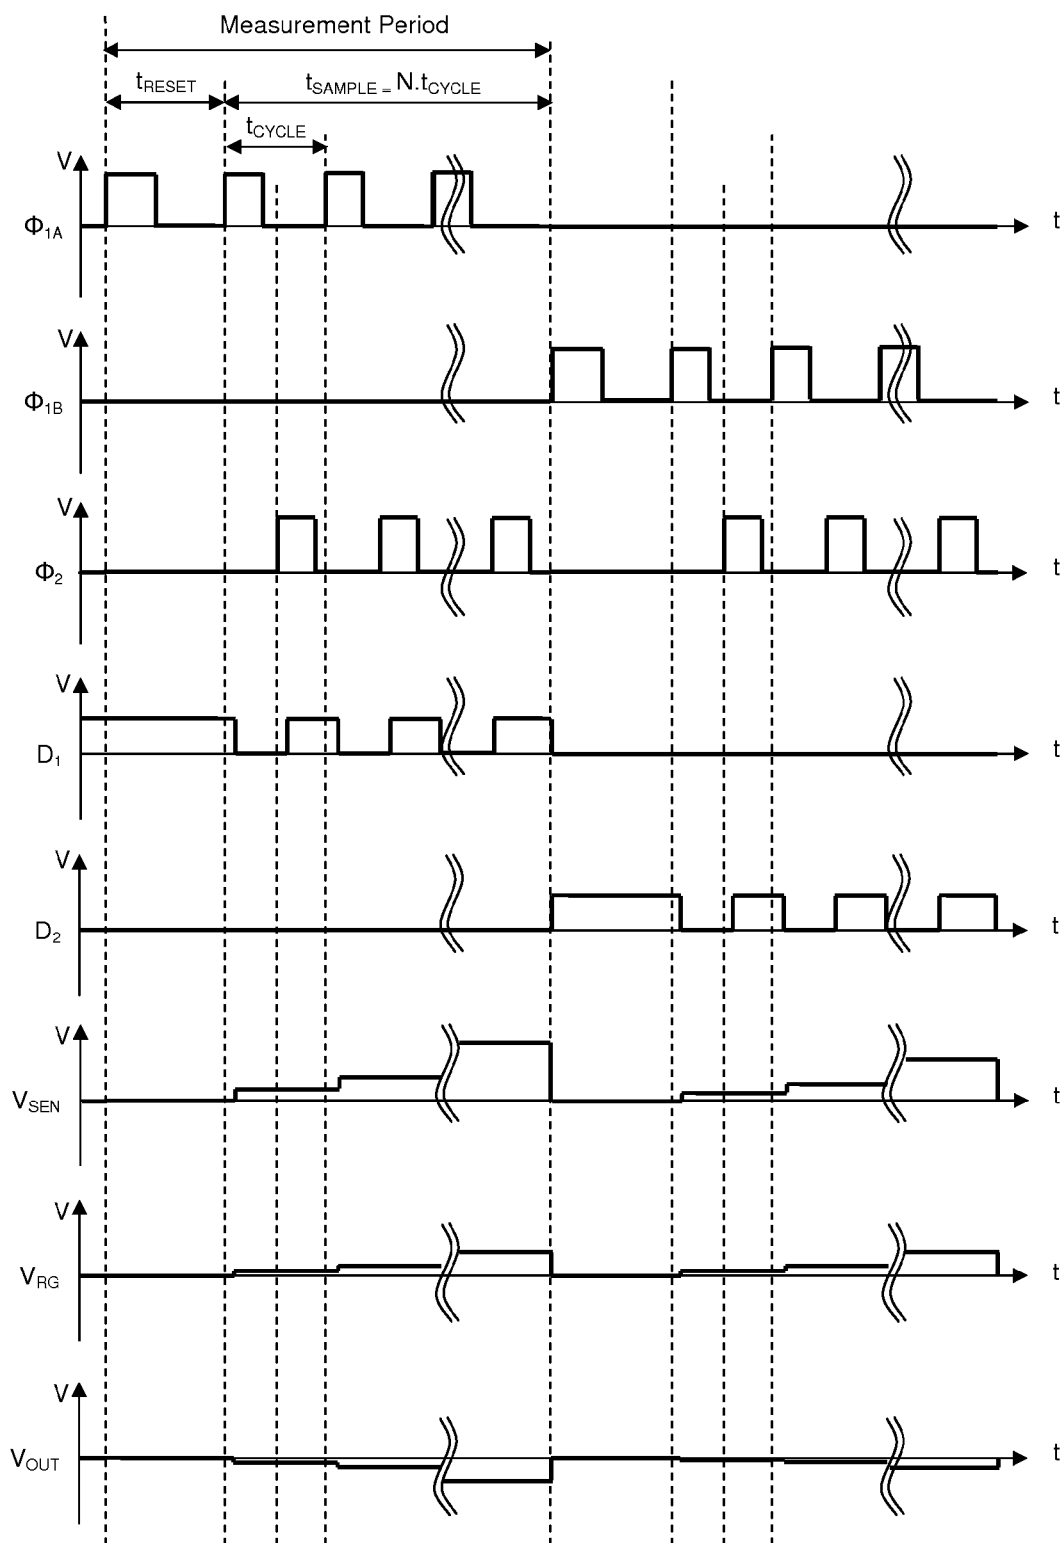 Measurement Period
tRESET
tSAMPLE = N.tCYCLE
tCYCLE
V
Φ1A
t
V
Φ1B
t
V
Φ2
t
V
D1
t
V
D2
t
V
VSEN
t
V
VRG
t
V
VOUT
t